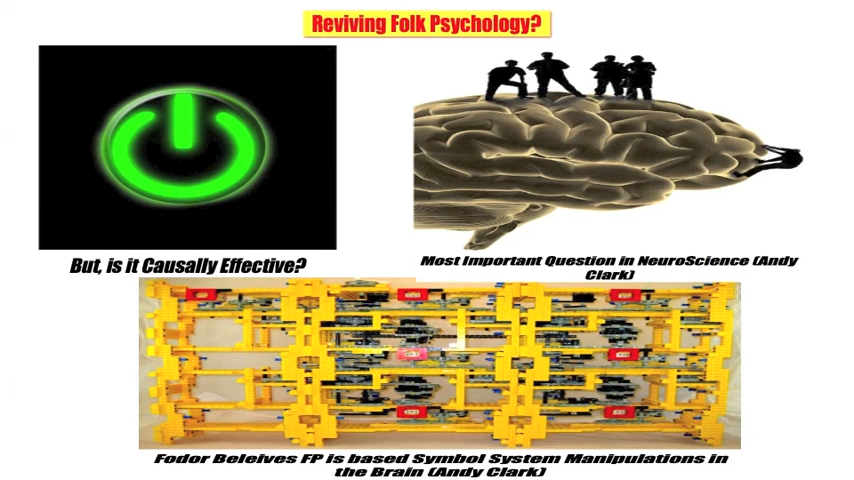 Reviving Folk Psychology?
But, is it Causally Effective?
Most Important Question in NeuroScience (Andy
Clark)
Fodor Beleives FP is based Symbol System Manipulations in
the Brain (Andy Clark)